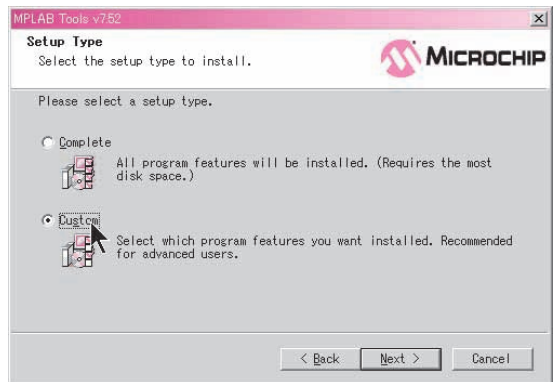 MPLAB Tools v7.52
Setup Type
Select the setup type to install.
MICROCHIP
Please select a setup type.
Complete
All program features will be installed. (Requires the most
disk space.)
Custom
Select which program features you want installed. Recommended
for advanced users.
< Back Next > Cancel